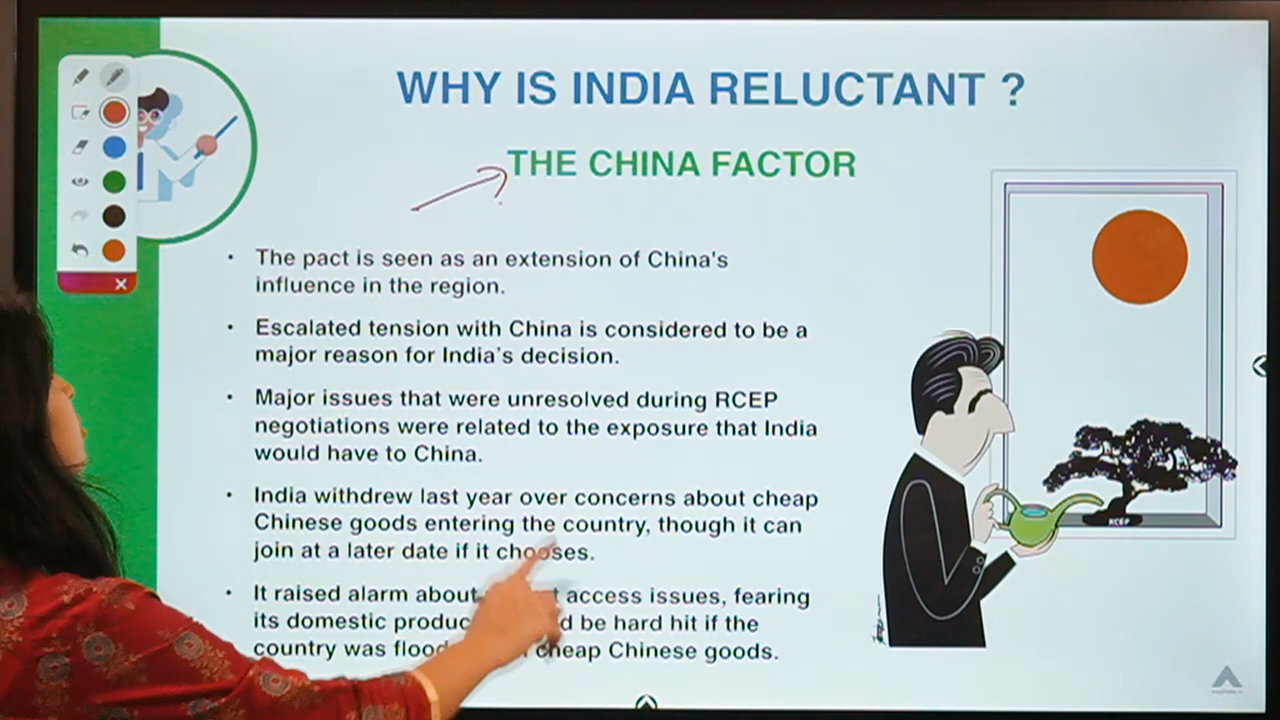 WHY IS INDIA RELUCTANT ?
THE CHINA FACTOR
• The pact is seen as an extension of China's
influence in the region.
• Escalated tension with China is considered to be a
major reason for India's decision.
• Major issues that were unresolved during RCEP
negotiations were related to the exposure that India
would have to China.
• India withdrew last year over concerns about cheap
Chinese goods entering the country, though it can
join at a later date if it chooses.
• It raised alarm about access issues, fearing
its domestic be hard hit if the
country was cheap Chinese goods.
RCEP